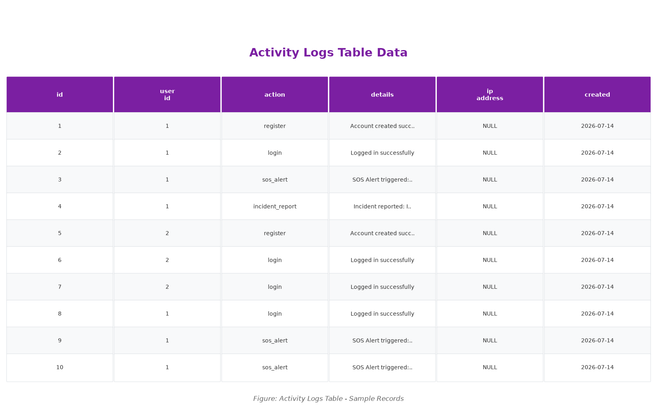 Activity Logs Table Data
id user id action details ip address created
1 1 register Account created succ.. NULL 2026-07-14
2 1 login Logged in successfully NULL 2026-07-14
3 1 sos_alert SOS Alert triggered:.. NULL 2026-07-14
4 1 incident_report Incident reported: I.. NULL 2026-07-14
5 2 register Account created succ.. NULL 2026-07-14
6 2 login Logged in successfully NULL 2026-07-14
7 2 login Logged in successfully NULL 2026-07-14
8 1 login Logged in successfully NULL 2026-07-14
9 1 sos_alert SOS Alert triggered:.. NULL 2026-07-14
10 1 sos_alert SOS Alert triggered:.. NULL 2026-07-14
Figure: Activity Logs Table - Sample Records